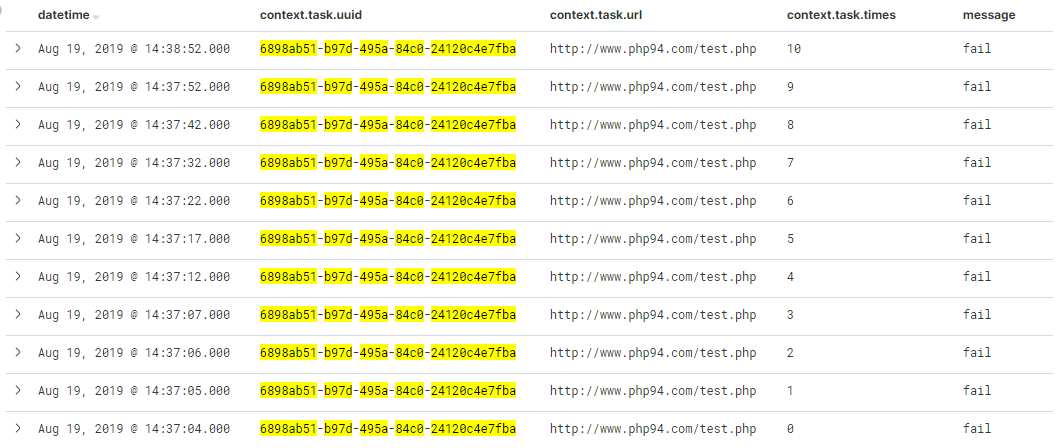 datetime context.task.uuid context.task.url context.task.times message
Aug 19, 2019 @ 14:38:52.000 6898ab51-b97d-495a-84c0-24120c4e7fba http://www.php94.com/test.php 10 fail
Aug 19, 2019 @ 14:37:52.000 6898ab51-b97d-495a-84c0-24120c4e7fba http://www.php94.com/test.php 9 fail
Aug 19, 2019 @ 14:37:42.000 6898ab51-b97d-495a-84c0-24120c4e7fba http://www.php94.com/test.php 8 fail
Aug 19, 2019 @ 14:37:32.000 6898ab51-b97d-495a-84c0-24120c4e7fba http://www.php94.com/test.php 7 fail
Aug 19, 2019 @ 14:37:22.000 6898ab51-b97d-495a-84c0-24120c4e7fba http://www.php94.com/test.php 6 fail
Aug 19, 2019 @ 14:37:17.000 6898ab51-b97d-495a-84c0-24120c4e7fba http://www.php94.com/test.php 5 fail
Aug 19, 2019 @ 14:37:12.000 6898ab51-b97d-495a-84c0-24120c4e7fba http://www.php94.com/test.php 4 fail
Aug 19, 2019 @ 14:37:07.000 6898ab51-b97d-495a-84c0-24120c4e7fba http://www.php94.com/test.php 3 fail
Aug 19, 2019 @ 14:37:06.000 6898ab51-b97d-495a-84c0-24120c4e7fba http://www.php94.com/test.php 2 fail
Aug 19, 2019 @ 14:37:05.000 6898ab51-b97d-495a-84c0-24120c4e7fba http://www.php94.com/test.php 1 fail
Aug 19, 2019 @ 14:37:04.000 6898ab51-b97d-495a-84c0-24120c4e7fba http://www.php94.com/test.php 0 fail